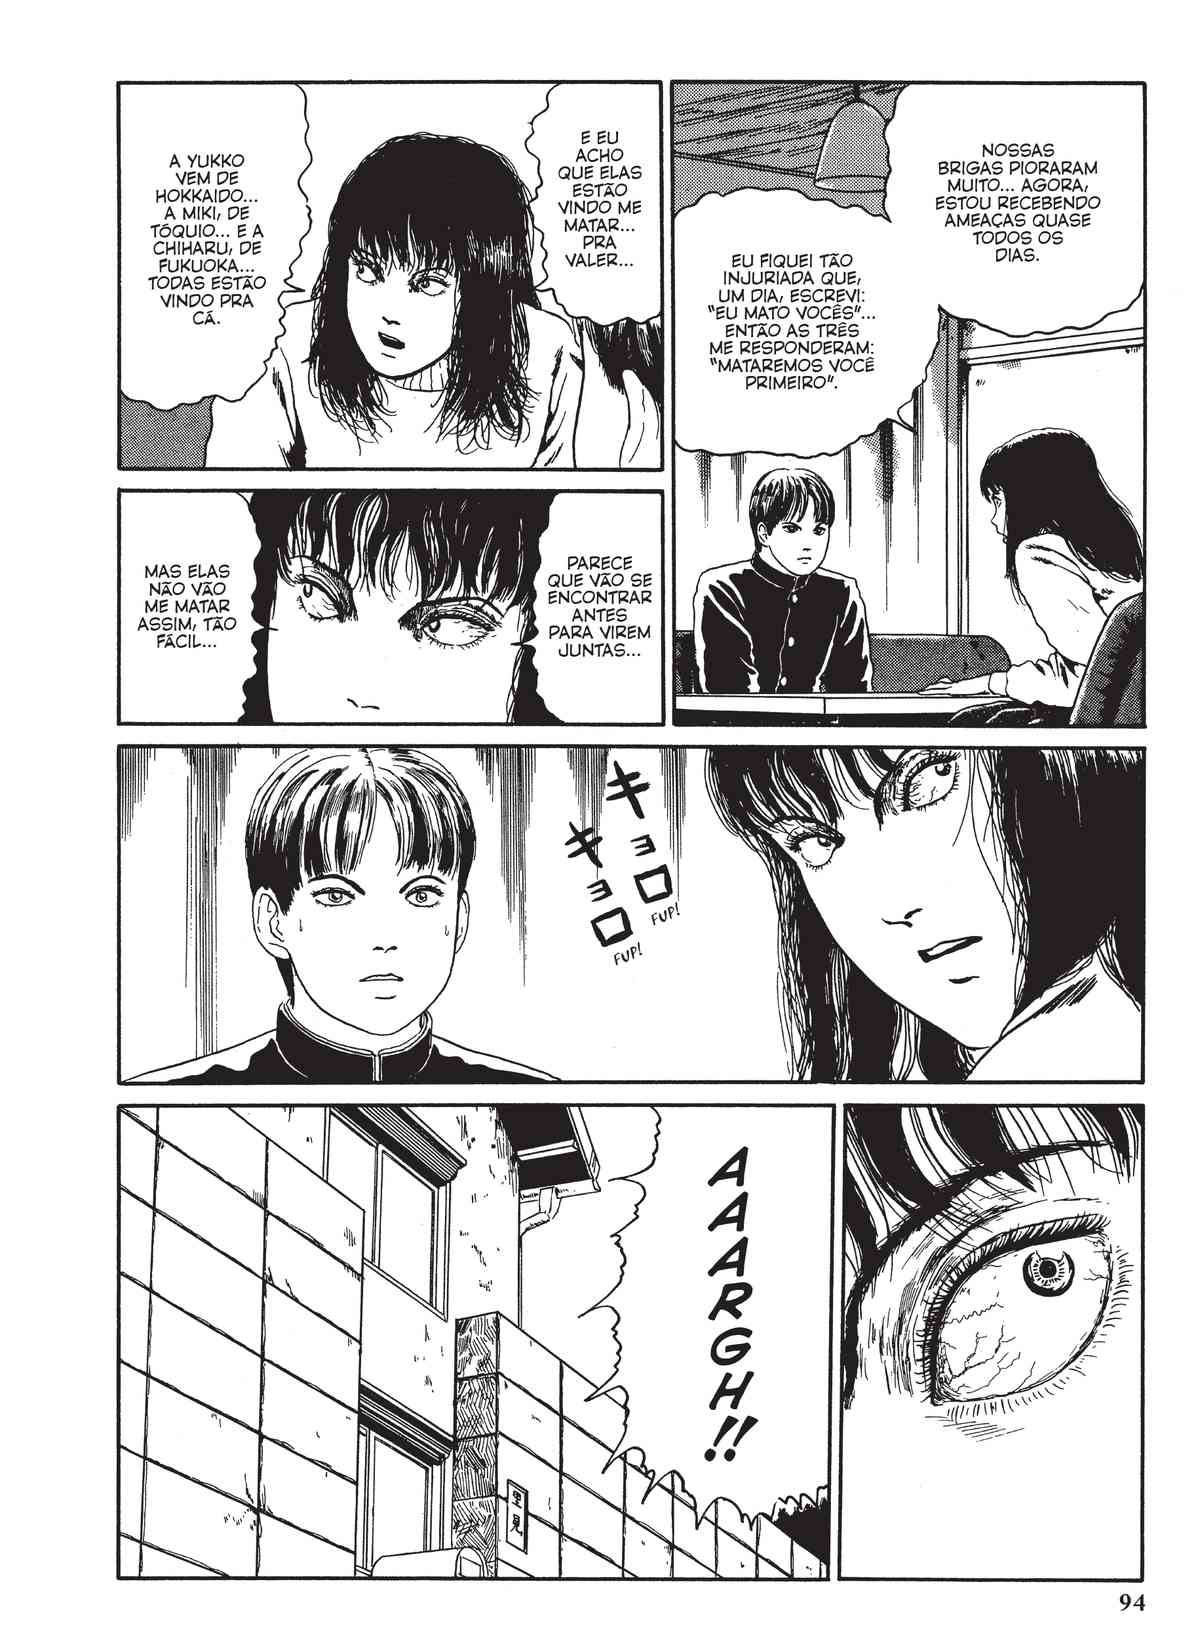 NOSSAS
BRIGAS PIORARAM
MUITO... AGORA,
ESTOU RECEBENDO
AMEAÇAS QUASE
TODOS OS
DIAS.
EU FIQUEI TÃO
INJURIADA QUE,
UM DIA, ESCREVI:
"EU MATO VOCÊS"...
ENTÃO AS TRÊS
ME RESPONDERAM:
"MATAREMOS VOCÊ
PRIMEIRO".
E EU
ACHO
QUE ELAS
ESTÃO
VINDO ME
MATAR...
PRA
VALER...
A YUKKO
VEM DE
HOKKAIDO...
A MIKI, DE
TÓQUIO... E A
CHIHARU, DE
FUKUOKA...
TODAS ESTÃO
VINDO PRA
CÁ.
PARECE
QUE VÃO SE
ENCONTRAR
ANTES
PARA VIREM
JUNTAS...
MAS ELAS
NÃO VÃO
ME MATAR
ASSIM, TÃO
FÁCIL...
キョロ
FUP!
キョロ
FUP!
AAARGH!!
里見
94